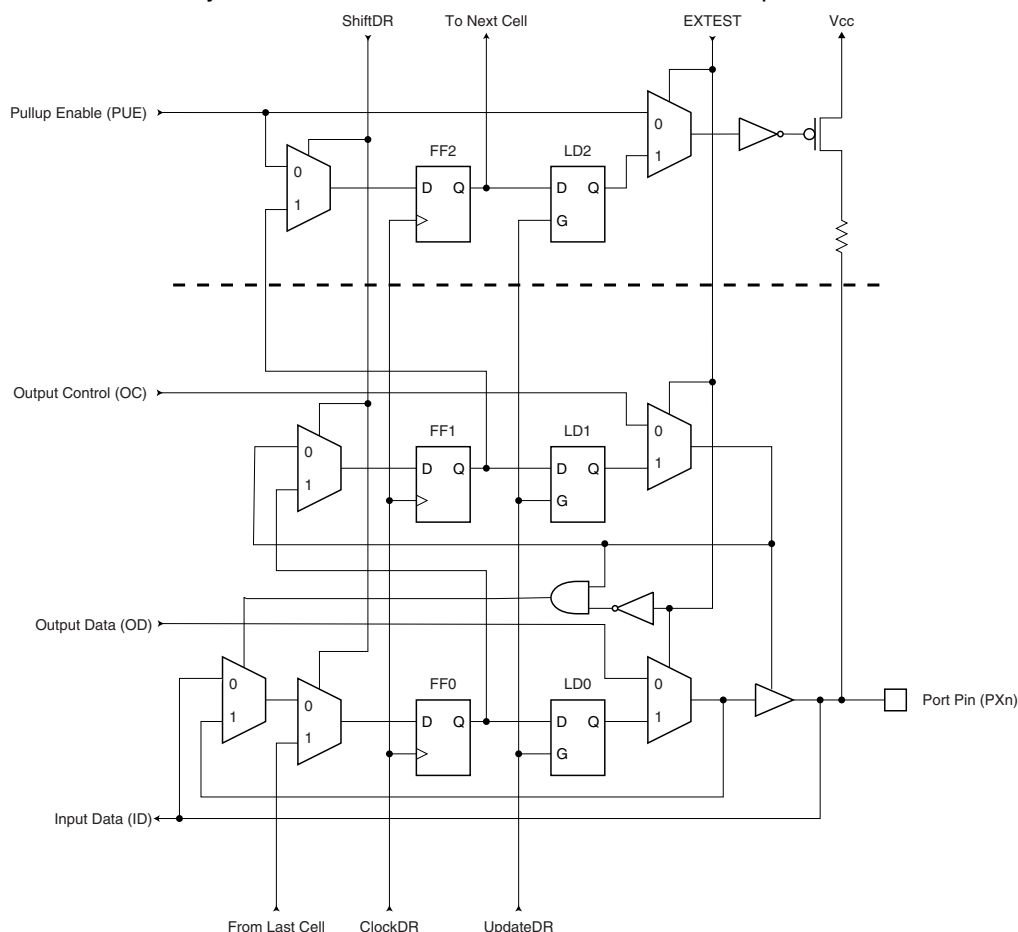 ShiftDR To Next Cell EXTEST Vcc
Pullup Enable (PUE)
0
1
FF2
D Q
LD2
D Q
G
0
1
Output Control (OC)
0
1
FF1
D Q
LD1
D Q
G
0
1
Output Data (OD)
0
1
0
1
FF0
D Q
LD0
D Q
G
0
1
Port Pin (PXn)
Input Data (ID)
From Last Cell ClockDR UpdateDR